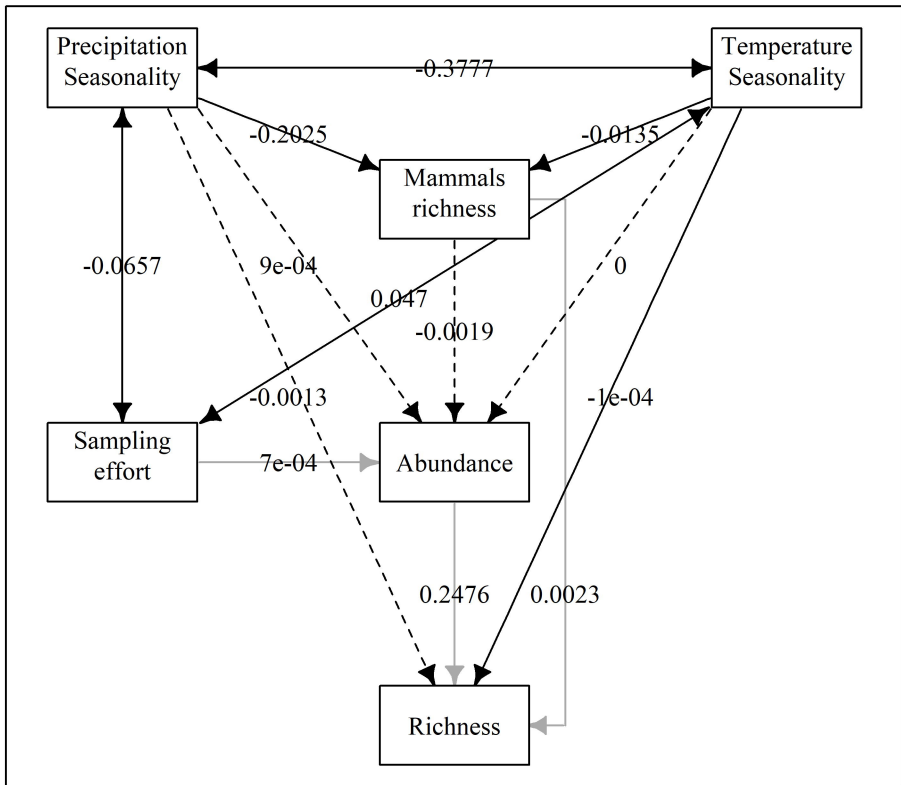 Precipitation
Seasonality
Temperature
Seasonality
-0.3777
-0.2025
-0.0135
Mammals
richness
-0.0657
9e-04
0
0.047
-0.0019
-0.0013
-1e-04
Sampling
effort
7e-04
Abundance
0.2476
0.0023
Richness